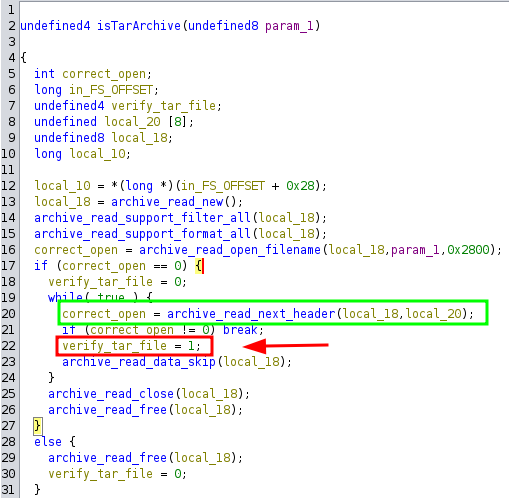 1
2 undefined4 isTarArchive(undefined8 param_1)
3
4 {
5 int correct_open;
6 long in_FS_OFFSET;
7 undefined4 verify_tar_file;
8 undefined local_20 [8];
9 undefined8 local_18;
10 long local_10;
11
12 local_10 = *(long *)(in_FS_OFFSET + 0x28);
13 local_18 = archive_read_new();
14 archive_read_support_filter_all(local_18);
15 archive_read_support_format_all(local_18);
16 correct_open = archive_read_open_filename(local_18,param_1,0x2800);
17 if (correct_open == 0) {
18 verify_tar_file = 0;
19 while( true ) {
20 correct_open = archive_read_next_header(local_18,local_20);
21 if (correct_open != 0) break;
22 verify_tar_file = 1;
23 archive_read_data_skip(local_18);
24 }
25 archive_read_close(local_18);
26 archive_read_free(local_18);
27 }
28 else {
29 archive_read_free(local_18);
30 verify_tar_file = 0;
31 }